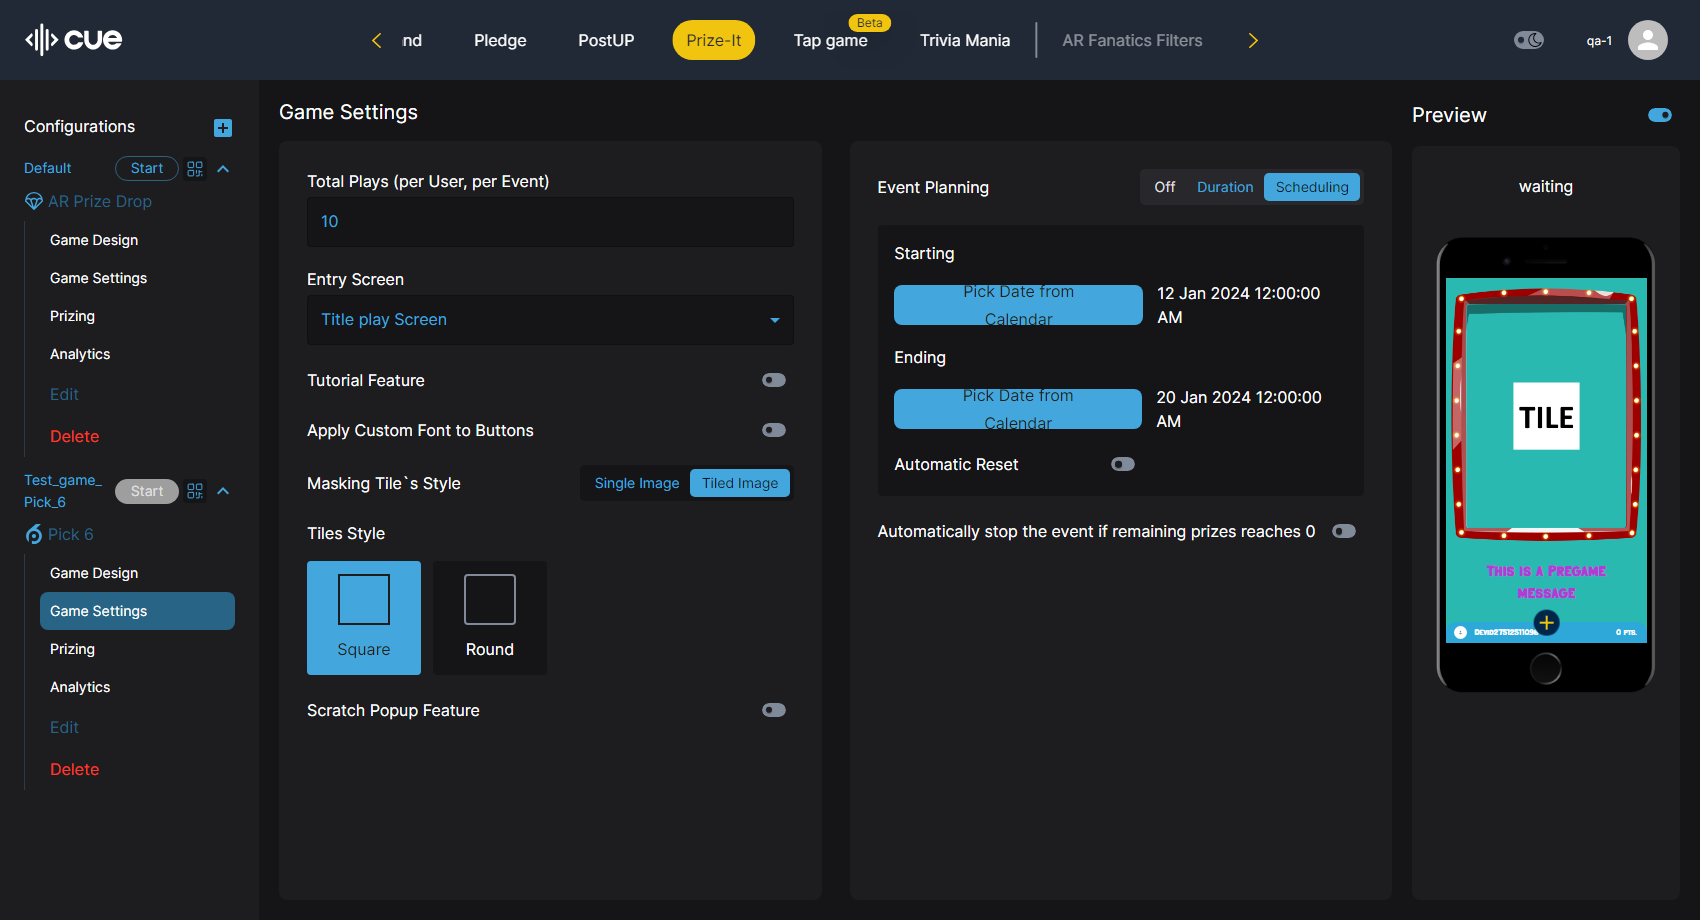 cue
nd
Pledge
PostUP
Prize-It
Beta
Tap game
Trivia Mania
AR Fanatics Filters
qa-1
Configurations
Default
Start
AR Prize Drop
Game Design
Game Settings
Prizing
Analytics
Edit
Delete
Test_game_
Pick_6
Start
Pick 6
Game Design
Game Settings
Prizing
Analytics
Edit
Delete
Game Settings
Total Plays (per User, per Event)
10
Entry Screen
Title play Screen
Tutorial Feature
Apply Custom Font to Buttons
Masking Tile`s Style
Single Image
Tiled Image
Tiles Style
Square
Round
Scratch Popup Feature
Event Planning
Off
Duration
Scheduling
Starting
Pick Date from
Calendar
12 Jan 2024 12:00:00
AM
Ending
Pick Date from
Calendar
20 Jan 2024 12:00:00
AM
Automatic Reset
Automatically stop the event if remaining prizes reaches 0
Preview
waiting
TILE
THIS IS A PREGAME
MESSAGE
0 PTS.